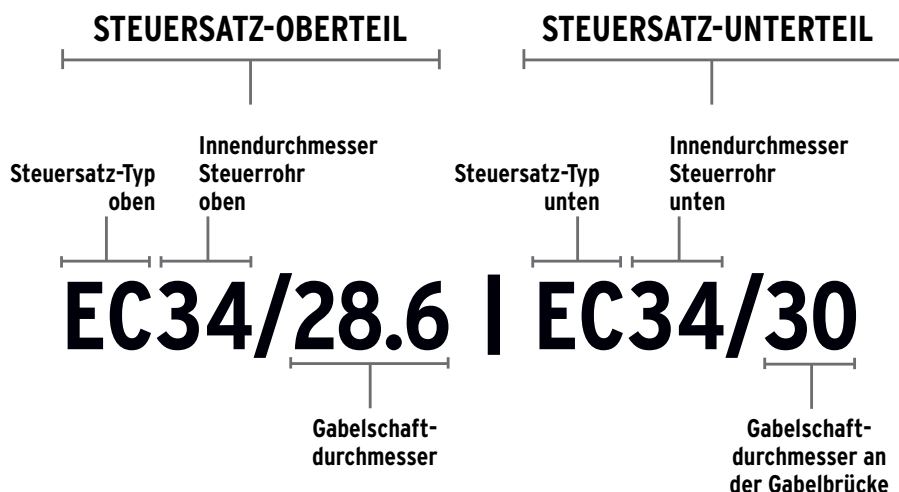 STEUERSATZ-OBERTEIL
STEUERSATZ-UNTERTEIL
Steuersatz-Typ
oben
Innendurchmesser
Steuerrohr
oben
Steuersatz-Typ
unten
Innendurchmesser
Steuerrohr
unten
EC34/28.6 | EC34/30
Gabelschaft-
durchmesser
Gabelschaft-
durchmesser an
der Gabelbrücke